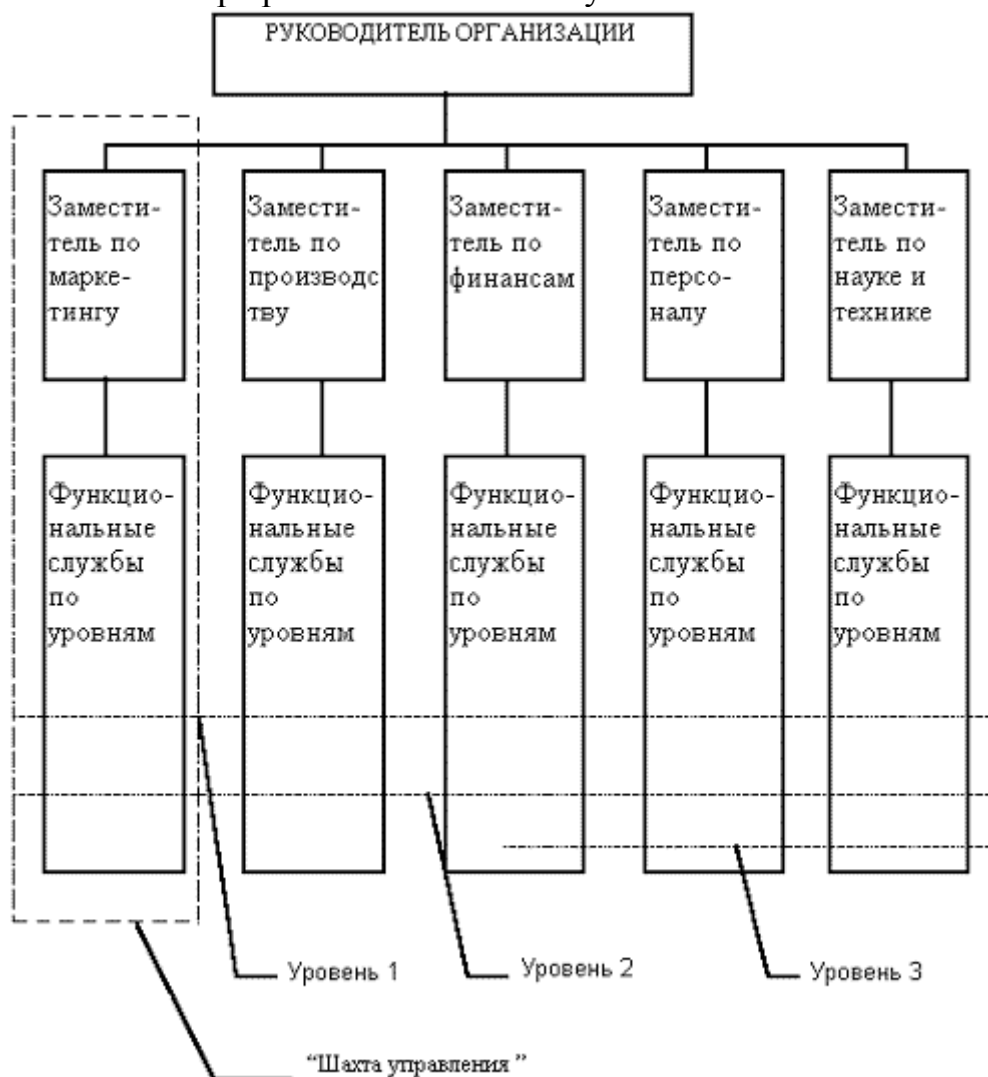 РУКОВОДИТЕЛЬ ОРГАНИЗАЦИИ
Замести-
тель по
марке-
тингу
Замести-
тель по
производс
тву
Замести-
тель по
финансам
Замести-
тель по
персо-
налу
Замести-
тель по
науке и
технике
Функцио-
нальные
службы
по
уровням
Функцио-
нальные
службы
по
уровням
Функцио-
нальные
службы
по
уровням
Функцио-
нальные
службы
по
уровням
Функцио-
нальные
службы
по
уровням
Уровень 1
Уровень 2
Уровень 3
“Шахта управления ”